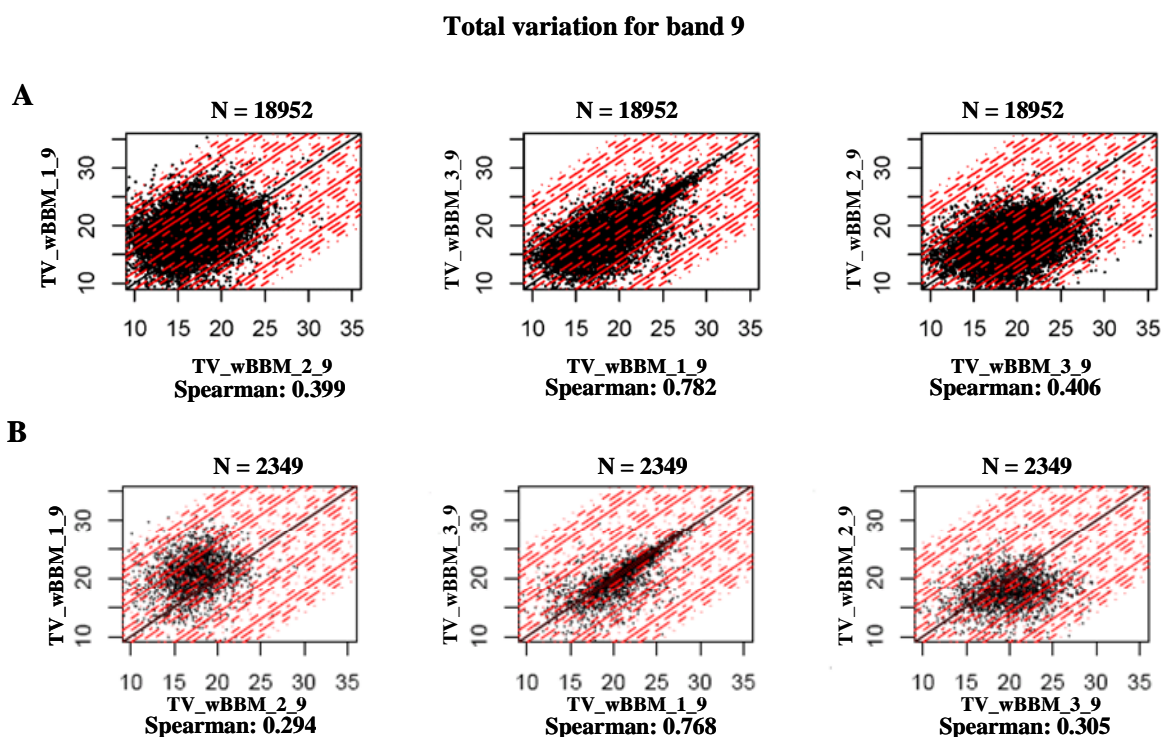 Total variation for band 9
A
N = 18952
TV_wBBM_1_9
10 20 30
10 15 20 25 30 35
TV_wBBM_2_9
Spearman: 0.399
N = 18952
TV_wBBM_3_9
10 20 30
10 15 20 25 30 35
TV_wBBM_1_9
Spearman: 0.782
N = 18952
TV_wBBM_2_9
10 20 30
10 15 20 25 30 35
TV_wBBM_3_9
Spearman: 0.406
B
N = 2349
TV_wBBM_1_9
10 20 30
10 15 20 25 30 35
TV_wBBM_2_9
Spearman: 0.294
N = 2349
TV_wBBM_3_9
10 20 30
10 15 20 25 30 35
TV_wBBM_1_9
Spearman: 0.768
N = 2349
TV_wBBM_2_9
10 20 30
10 15 20 25 30 35
TV_wBBM_3_9
Spearman: 0.305